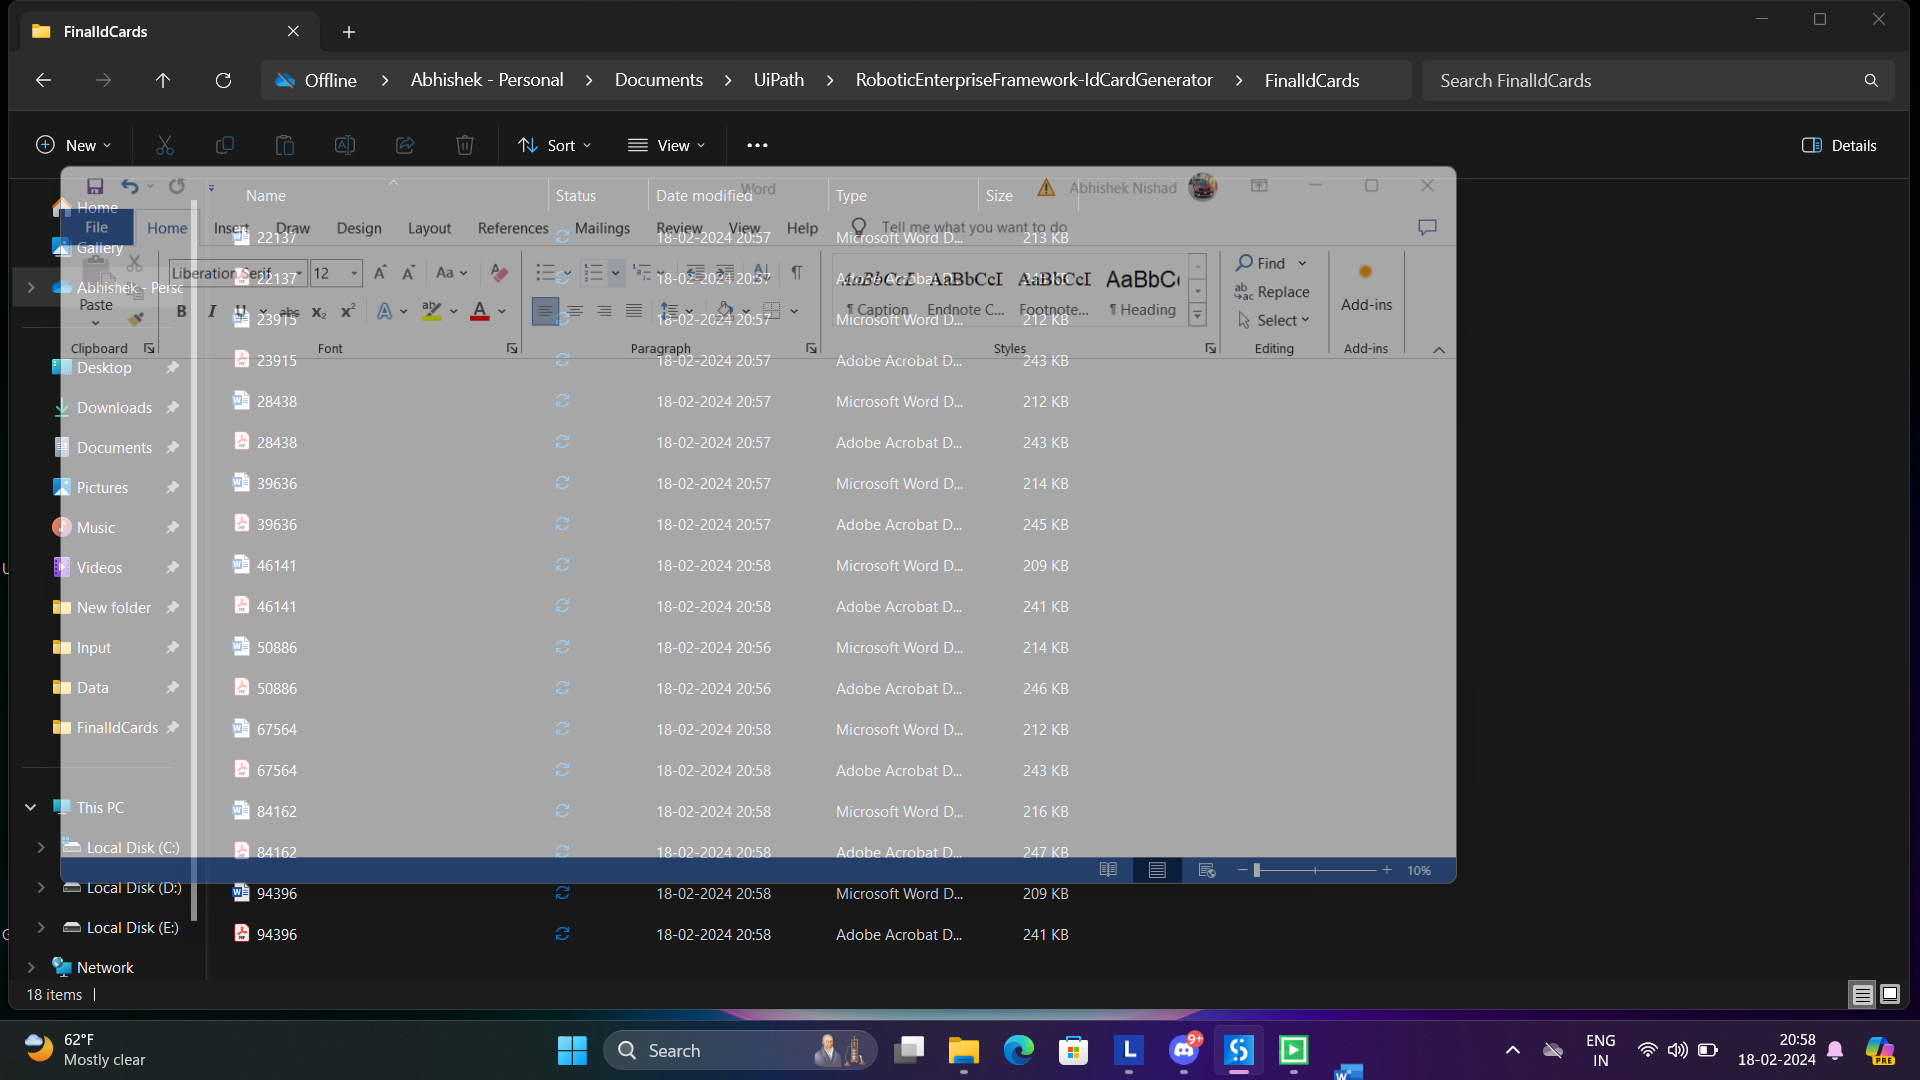 FinalIdCards
Offline > Abhishek - Personal > Documents > UiPath > RoboticEnterpriseFramework-IdCardGenerator > FinalIdCards
Search FinalIdCards
New
Sort
View
Details
Word
Abhishek Nishad
Name Status Date modified Type Size
File Home Insert Draw Design Layout References Mailings Review View Help Tell me what you want to do
Liberation Serif 12 Aa
Paste
B I U abc x₂ x² A A
AaBbCcI AaBbCcI AaBbCcI AaBbC
¶ Caption Endnote C... Footnote... ¶ Heading
Find
Replace
Select
Add-ins
Clipboard Font Paragraph Styles Editing Add-ins
Home
Gallery
Abhishek - Persc
Desktop
Downloads
Documents
Pictures
Music
Videos
New folder
Input
Data
FinalIdCards
This PC
Local Disk (C:)
Local Disk (D:)
Local Disk (E:)
Network
22137 18-02-2024 20:57 Microsoft Word D... 213 KB
22137 18-02-2024 20:57 Adobe Acrobat D...
23915 18-02-2024 20:57 Microsoft Word D... 212 KB
23915 18-02-2024 20:57 Adobe Acrobat D... 243 KB
28438 18-02-2024 20:57 Microsoft Word D... 212 KB
28438 18-02-2024 20:57 Adobe Acrobat D... 243 KB
39636 18-02-2024 20:57 Microsoft Word D... 214 KB
39636 18-02-2024 20:57 Adobe Acrobat D... 245 KB
46141 18-02-2024 20:58 Microsoft Word D... 209 KB
46141 18-02-2024 20:58 Adobe Acrobat D... 241 KB
50886 18-02-2024 20:56 Microsoft Word D... 214 KB
50886 18-02-2024 20:56 Adobe Acrobat D... 246 KB
67564 18-02-2024 20:58 Microsoft Word D... 212 KB
67564 18-02-2024 20:58 Adobe Acrobat D... 243 KB
84162 18-02-2024 20:58 Microsoft Word D... 216 KB
84162 18-02-2024 20:58 Adobe Acrobat D... 247 KB
94396 18-02-2024 20:58 Microsoft Word D... 209 KB
94396 18-02-2024 20:58 Adobe Acrobat D... 241 KB
10%
18 items
62°F
Mostly clear
Search
9+
ENG
IN
20:58
18-02-2024
PRE